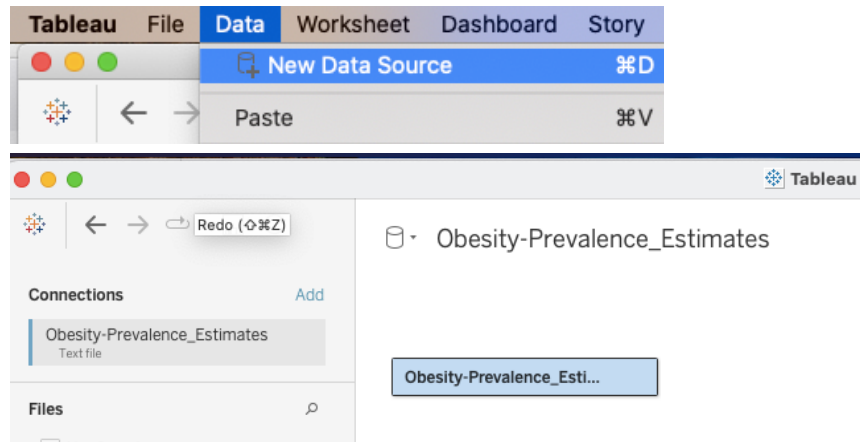 Tableau File Data Worksheet Dashboard Story
New Data Source ⌘D
Paste ⌘V
Tableau
Redo (⇧⌘Z)
Obesity-Prevalence_Estimates
Connections Add
Obesity-Prevalence_Estimates
Text file
Obesity-Prevalence_Esti...
Files